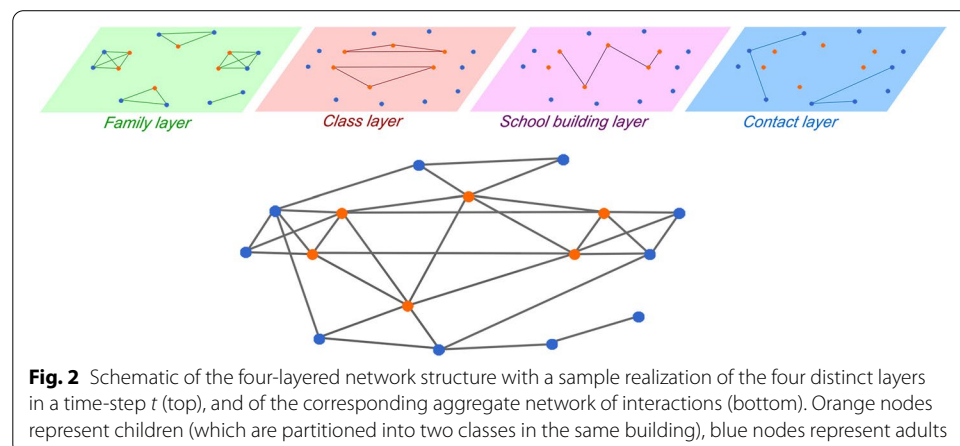 Family layer
Class layer
School building layer
Contact layer
Fig. 2 Schematic of the four-layered network structure with a sample realization of the four distinct layers
in a time-step t (top), and of the corresponding aggregate network of interactions (bottom). Orange nodes
represent children (which are partitioned into two classes in the same building), blue nodes represent adults